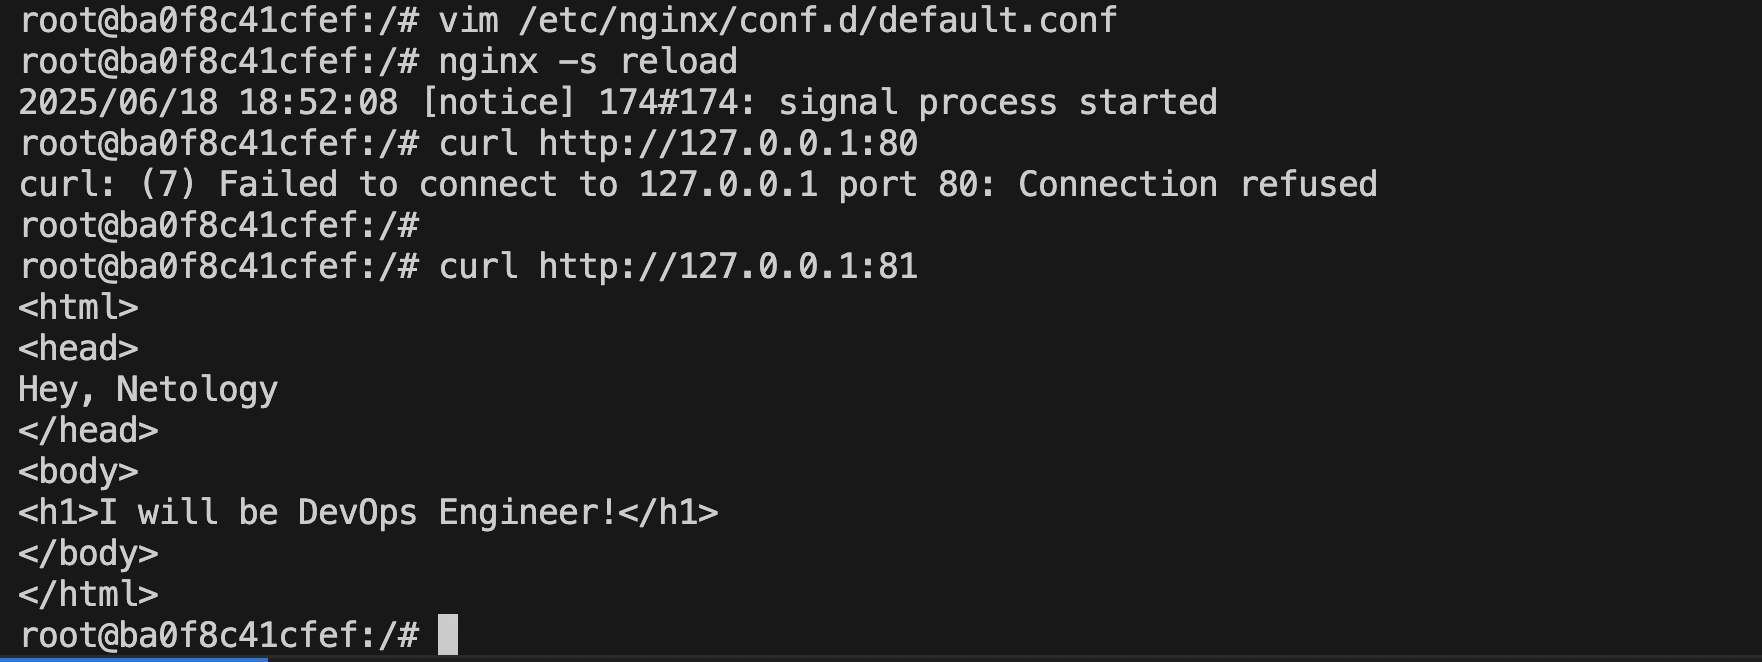 root@ba0f8c41cfef:/# vim /etc/nginx/conf.d/default.conf
root@ba0f8c41cfef:/# nginx -s reload
2025/06/18 18:52:08 [notice] 174#174: signal process started
root@ba0f8c41cfef:/# curl http://127.0.0.1:80
curl: (7) Failed to connect to 127.0.0.1 port 80: Connection refused
root@ba0f8c41cfef:/#
root@ba0f8c41cfef:/# curl http://127.0.0.1:81
<html>
<head>
Hey, Netology
</head>
<body>
<h1>I will be DevOps Engineer!</h1>
</body>
</html>
root@ba0f8c41cfef:/#